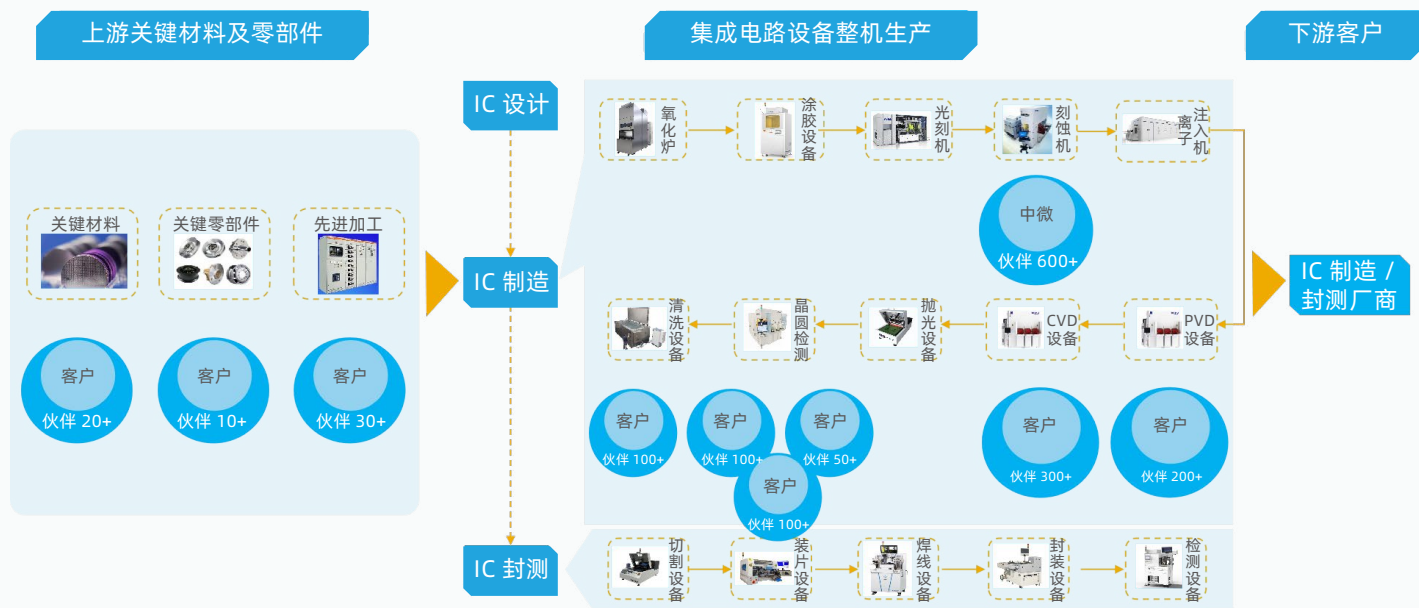 上游关键材料及零部件
集成电路设备整机生产
下游客户
IC 设计
氧化炉
涂胶设备
光刻机
刻蚀机
离子
注入机
关键材料
关键零部件
先进加工
中微
伙伴 600+
IC 制造
IC 制造 /
封测厂商
清洗设备
晶圆检测
抛光设备
CVD
设备
PVD
设备
客户
伙伴 20+
客户
伙伴 10+
客户
伙伴 30+
客户
伙伴 100+
客户
伙伴 100+
客户
伙伴 50+
客户
伙伴 300+
客户
伙伴 200+
客户
伙伴 100+
IC 封测
切割设备
装片设备
焊线设备
封装设备
检测设备